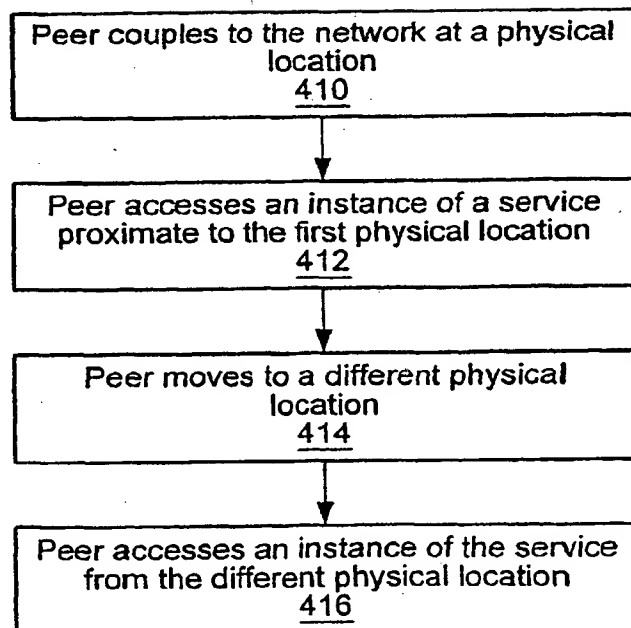 Peer couples to the network at a physical
location
410
Peer accesses an instance of a service
proximate to the first physical location
412
Peer moves to a different physical
location
414
Peer accesses an instance of the service
from the different physical location
416